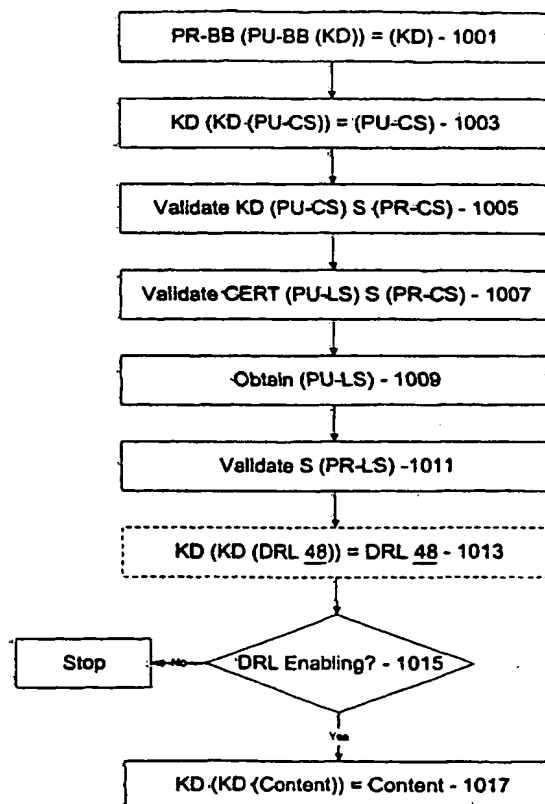 PR-BB (PU-BB (KD)) = (KD) - 1001
KD (KD (PU-CS)) = (PU-CS) - 1003
Validate KD (PU-CS) S (PR-CS) - 1005
Validate CERT (PU-LS) S (PR-CS) - 1007
Obtain (PU-LS) - 1009
Validate S (PR-LS) -1011
KD (KD (DRL 48)) = DRL 48 - 1013
DRL Enabling? - 1015
No
Stop
Yes
KD (KD (Content)) = Content - 1017